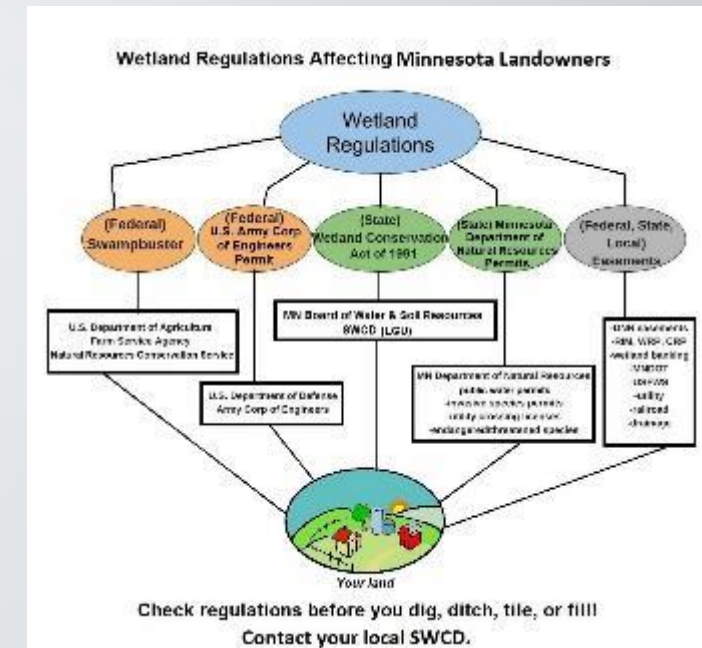 Wetland Regulations Affecting Minnesota Landowners
Wetland
Regulations
(Federal)
Swampbuster
(Federal)
U.S. Army Corp
of Engineers
Permit
(State)
Wetland Conservation
Act of 1991
(State) Minnesota
Department of
Natural Resources
Permits
(Federal, State,
Local)
Easements
U.S. Department of Agriculture
Farm Service Agency
Natural Resources Conservation Service
U.S. Department of Defense
Army Corp of Engineers
MN Board of Water & Soil Resources
SWCD (LGU)
MN Department of Natural Resources
public water permits
-invasive species permits
-utility crossing licenses
-endangered/threatened species
-DNR easements
-RIM, WRP, CRP
-wetland banking
-MNDOT
-USFWS
-utility
-railroad
-drainage
Your land
Check regulations before you dig, ditch, tile, or fill!
Contact your local SWCD.